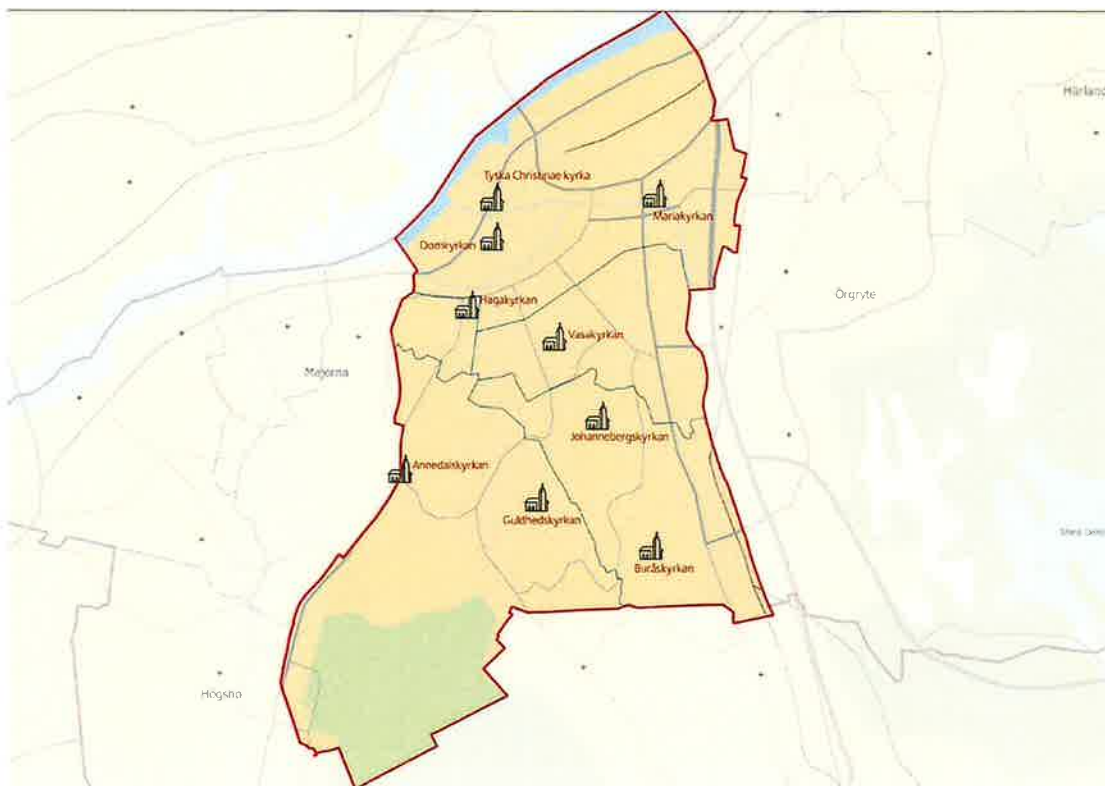 Tyska Christinae kyrka
Mariakyrkan
Domkyrkan
Hagakyrkan
Vasakyrkan
Örgryte
Majorna
Johannebergskyrkan
Annedalskyrkan
Guldhedskyrkan
Buråskyrkan
Högsbo